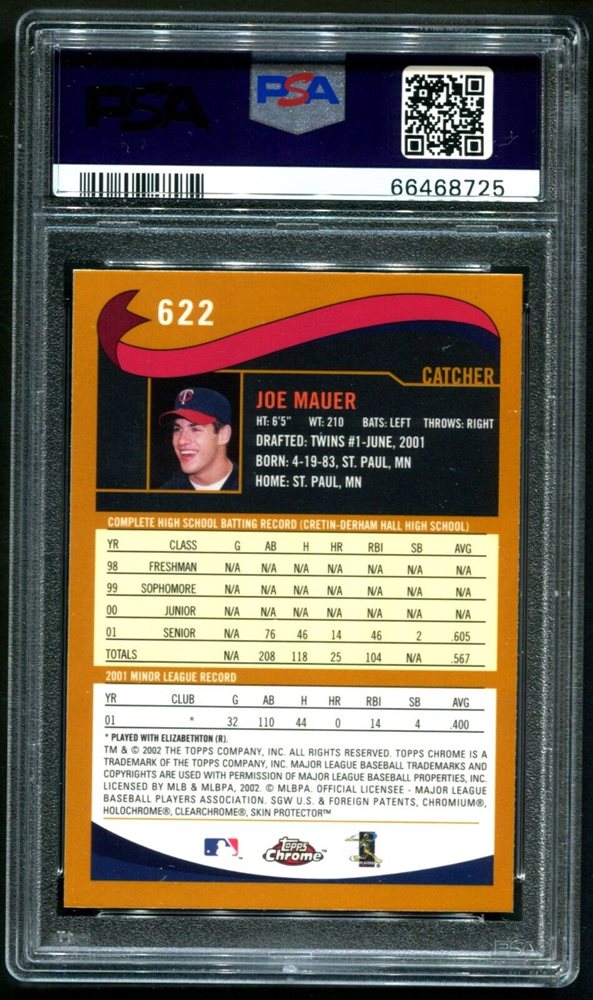 PSA
PSA
66468725
622
CATCHER
JOE MAUER
HT: 6'5" WT: 210 BATS: LEFT THROWS: RIGHT
DRAFTED: TWINS #1-JUNE, 2001
BORN: 4-19-83, ST. PAUL, MN
HOME: ST. PAUL, MN
COMPLETE HIGH SCHOOL BATTING RECORD (CRETIN-DERHAM HALL HIGH SCHOOL)
YR CLASS G AB H HR RBI SB AVG
98 FRESHMAN N/A N/A N/A N/A N/A N/A N/A
99 SOPHOMORE N/A N/A N/A N/A N/A N/A N/A
00 JUNIOR N/A N/A N/A N/A N/A N/A N/A
01 SENIOR N/A 76 46 14 46 2 .605
TOTALS N/A 208 118 25 104 N/A .567
2001 MINOR LEAGUE RECORD
YR CLUB G AB H HR RBI SB AVG
01 * 32 110 44 0 14 4 .400
* PLAYED WITH ELIZABETHTON (R).
TM & © 2002 THE TOPPS COMPANY, INC. ALL RIGHTS RESERVED. TOPPS CHROME IS A
TRADEMARK OF THE TOPPS COMPANY, INC. MAJOR LEAGUE BASEBALL TRADEMARKS AND
COPYRIGHTS ARE USED WITH PERMISSION OF MAJOR LEAGUE BASEBALL PROPERTIES, INC.
LICENSED BY MLB & MLBPA, 2002. © MLBPA. OFFICIAL LICENSEE - MAJOR LEAGUE
BASEBALL PLAYERS ASSOCIATION. SGW U.S. & FOREIGN PATENTS, CHROMIUM®,
HOLOCHROME®, CLEARCHROME®, SKIN PROTECTOR™
Topps
Chrome™
PLAYERS
PSA